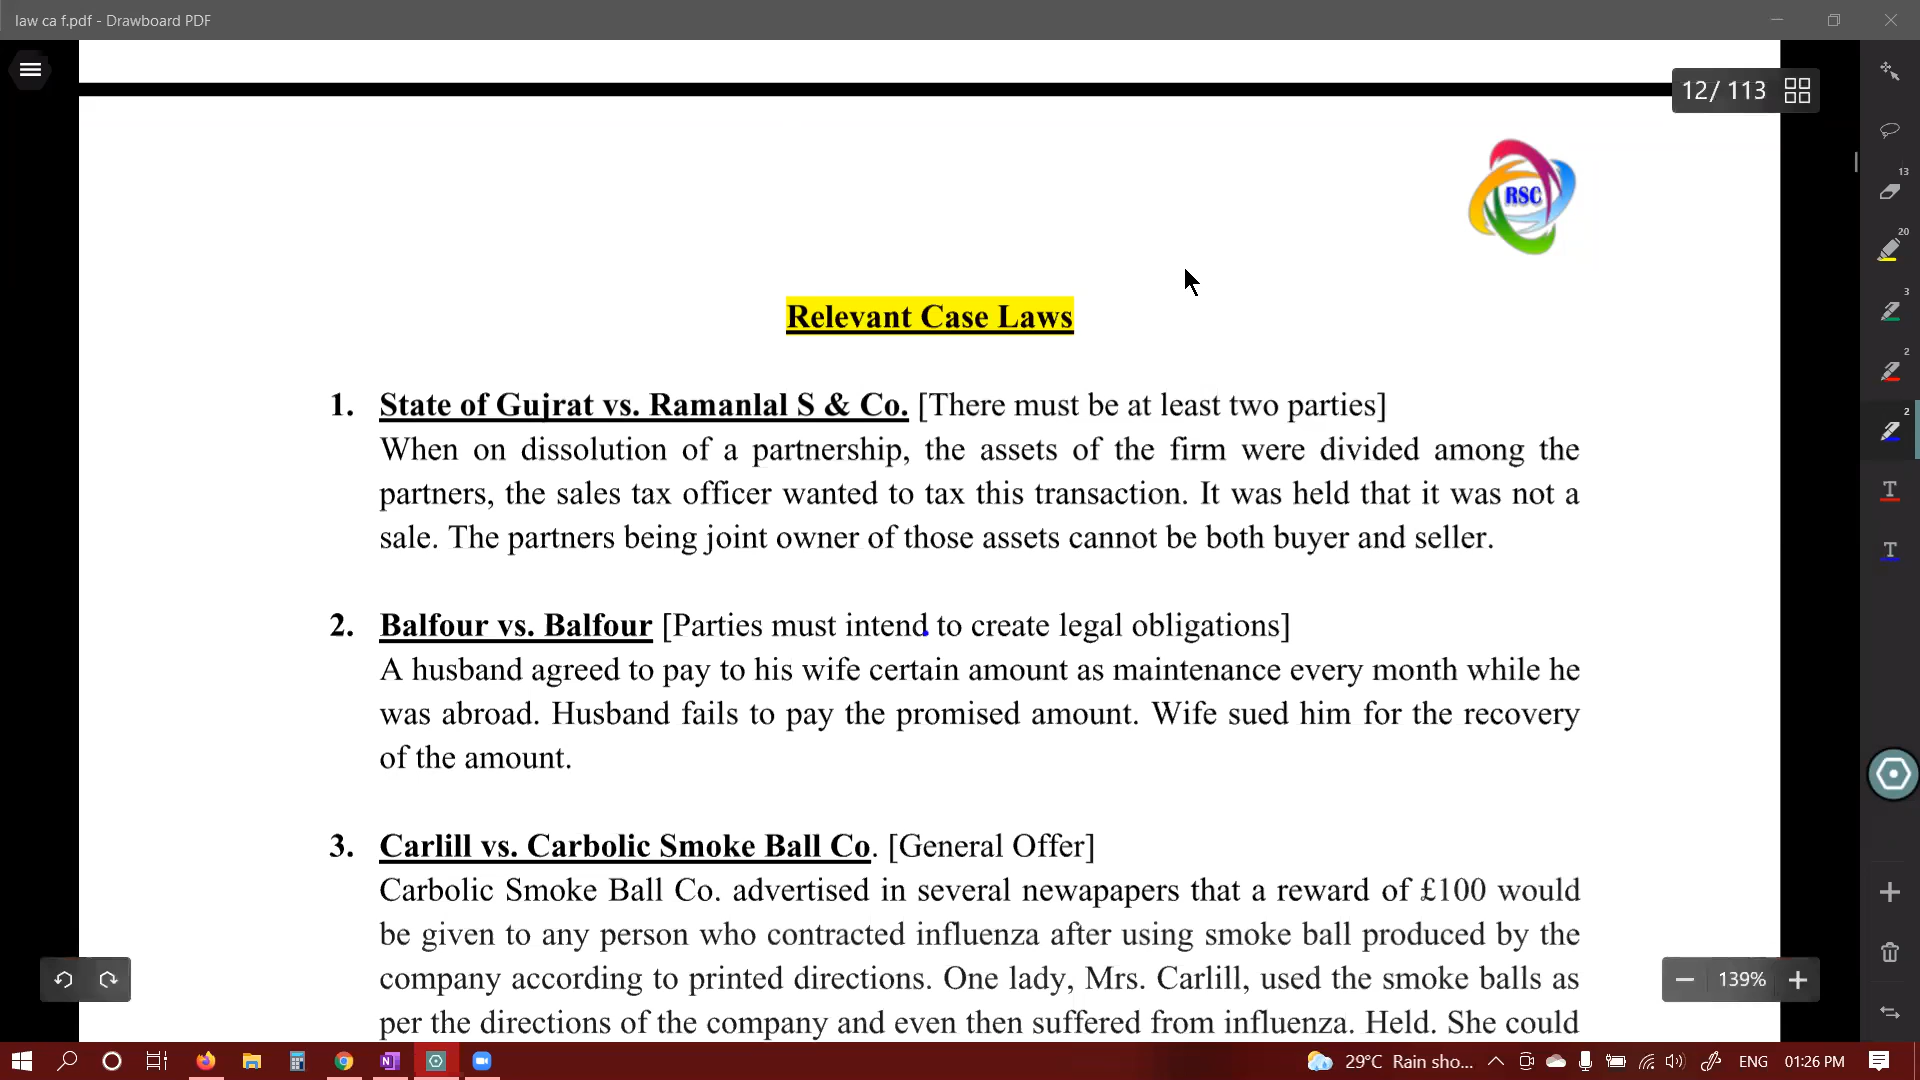 law ca f.pdf - Drawboard PDF
12/ 113
RSC
13
20
3
2
2
Relevant Case Laws
1. State of Gujrat vs. Ramanlal S & Co. [There must be at least two parties]
When on dissolution of a partnership, the assets of the firm were divided among the
partners, the sales tax officer wanted to tax this transaction. It was held that it was not a
sale. The partners being joint owner of those assets cannot be both buyer and seller.
2. Balfour vs. Balfour [Parties must intend to create legal obligations]
A husband agreed to pay to his wife certain amount as maintenance every month while he
was abroad. Husband fails to pay the promised amount. Wife sued him for the recovery
of the amount.
3. Carlill vs. Carbolic Smoke Ball Co. [General Offer]
Carbolic Smoke Ball Co. advertised in several newapapers that a reward of £100 would
be given to any person who contracted influenza after using smoke ball produced by the
company according to printed directions. One lady, Mrs. Carlill, used the smoke balls as
per the directions of the company and even then suffered from influenza. Held. She could
139%
29°C Rain sho...
ENG
01:26 PM